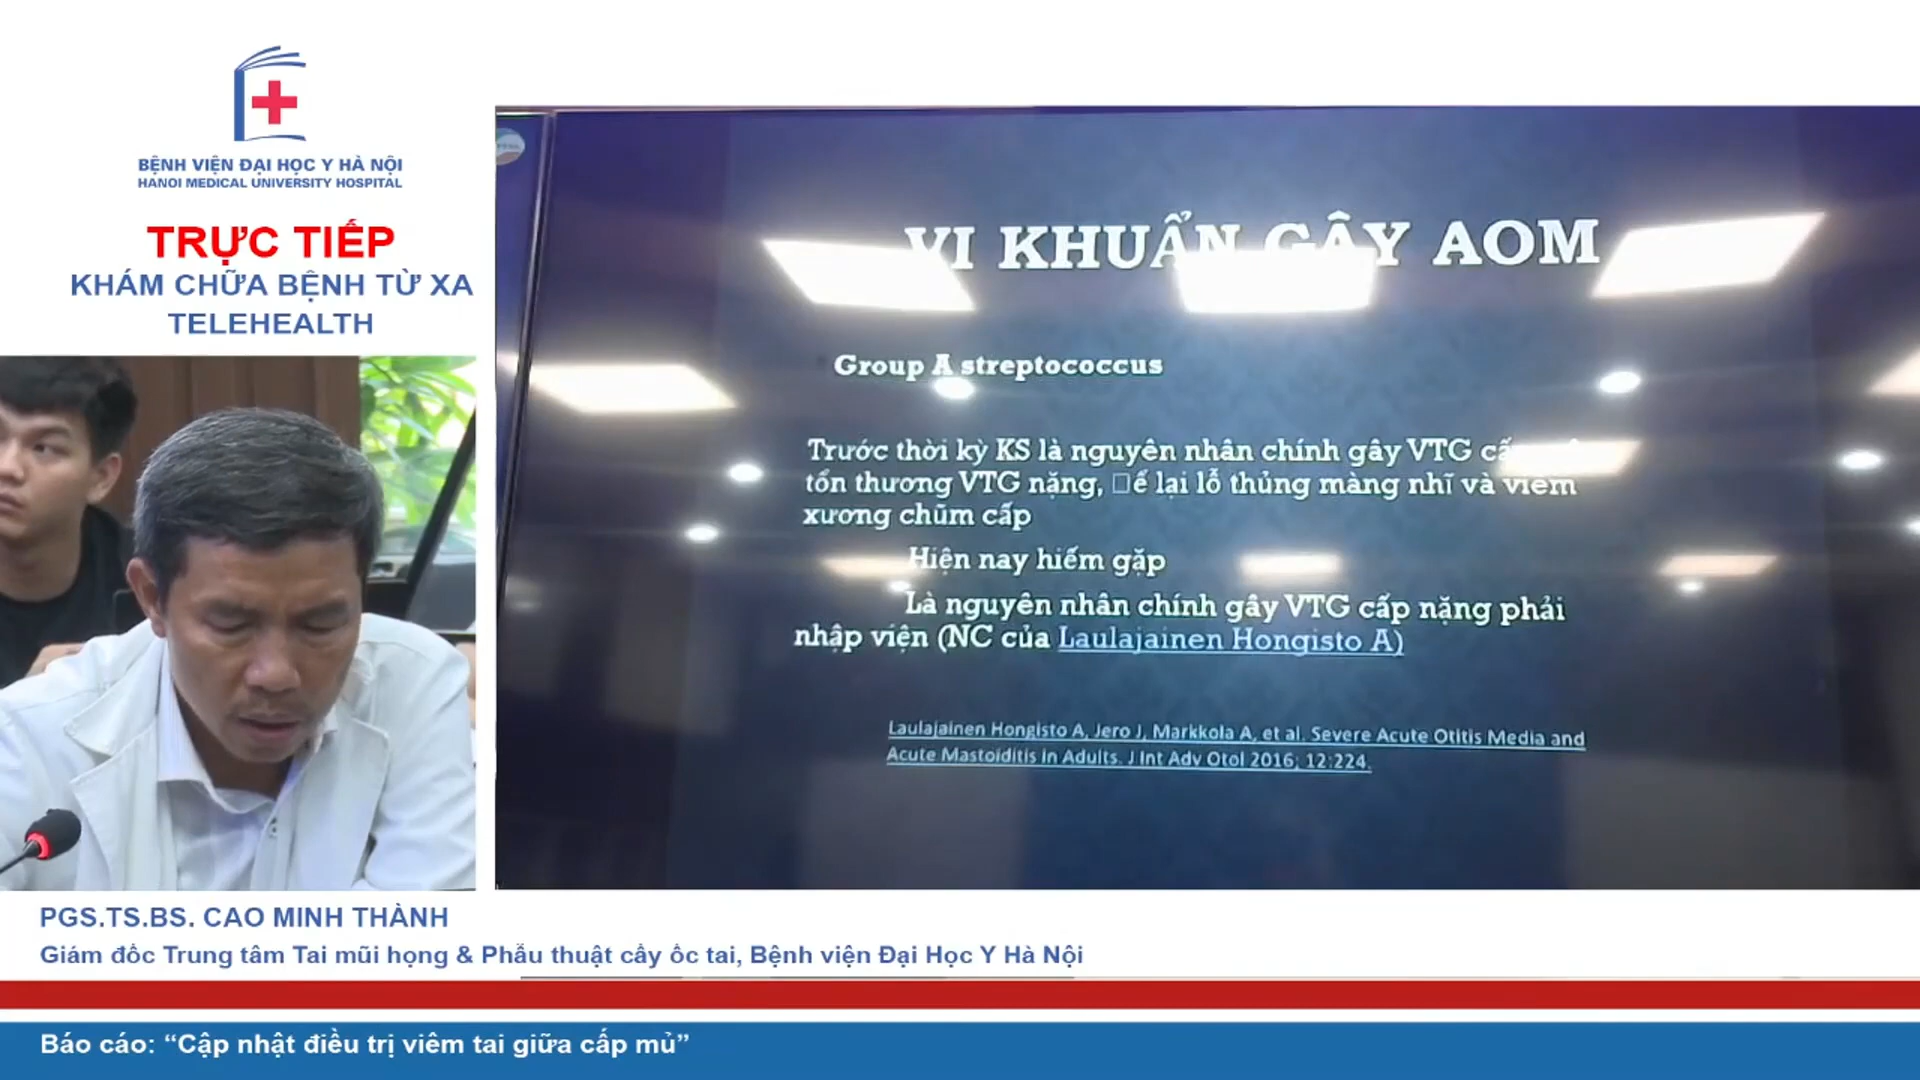 BỆNH VIỆN ĐẠI HỌC Y HÀ NỘI
HANOI MEDICAL UNIVERSITY HOSPITAL
TRỰC TIẾP
KHÁM CHỮA BỆNH TỪ XA
TELEHEALTH
VI KHUẨN GÂY AOM
Group A streptococcus
Trước thời kỳ KS là nguyên nhân chính gây VTG
tổn thương VTG nặng, □ể lại lỗ thủng màng nhĩ và viêm
xương chũm cấp
Hiện nay hiếm gặp
Là nguyên nhân chính gây VTG cấp nặng phải
nhập viện (NC của Laulajainen Hongisto A)
Laulajainen Hongisto A, Jero J, Markkola A, et al. Severe Acute Otitis Media and
Acute Mastoiditis in Adults. J Int Adv Otol 2016; 12:224.
PGS.TS.BS. CAO MINH THÀNH
Giám đốc Trung tâm Tai mũi họng & Phẫu thuật cấy ốc tai, Bệnh viện Đại Học Y Hà Nội
Báo cáo: “Cập nhật điều trị viêm tai giữa cấp mủ”